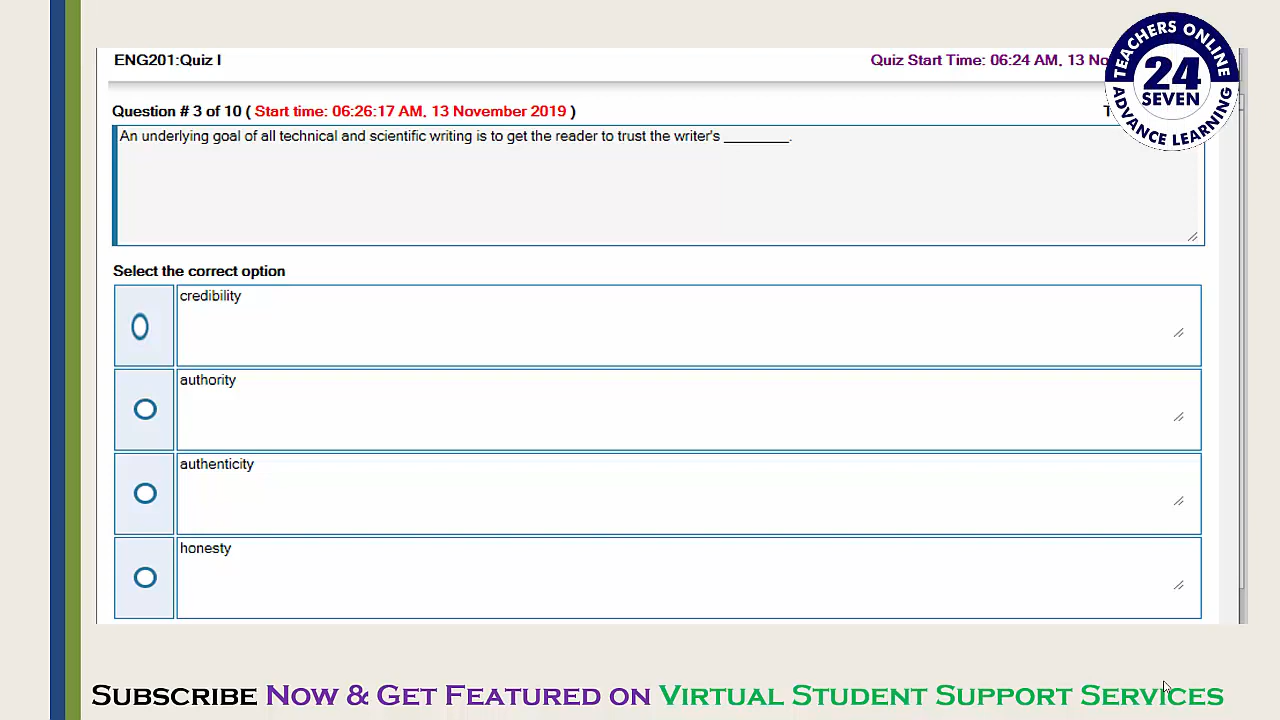 ENG201:Quiz I
Quiz Start Time: 06:24 AM, 13
TEACHERS ONLINE
24
SEVEN
ADVANCE LEARNING
Question # 3 of 10 ( Start time: 06:26:17 AM, 13 November 2019 )
An underlying goal of all technical and scientific writing is to get the reader to trust the writer's ________.
Select the correct option
credibility
authority
authenticity
honesty
SUBSCRIBE NOW & GET FEATURED ON VIRTUAL STUDENT SUPPORT SERVICES